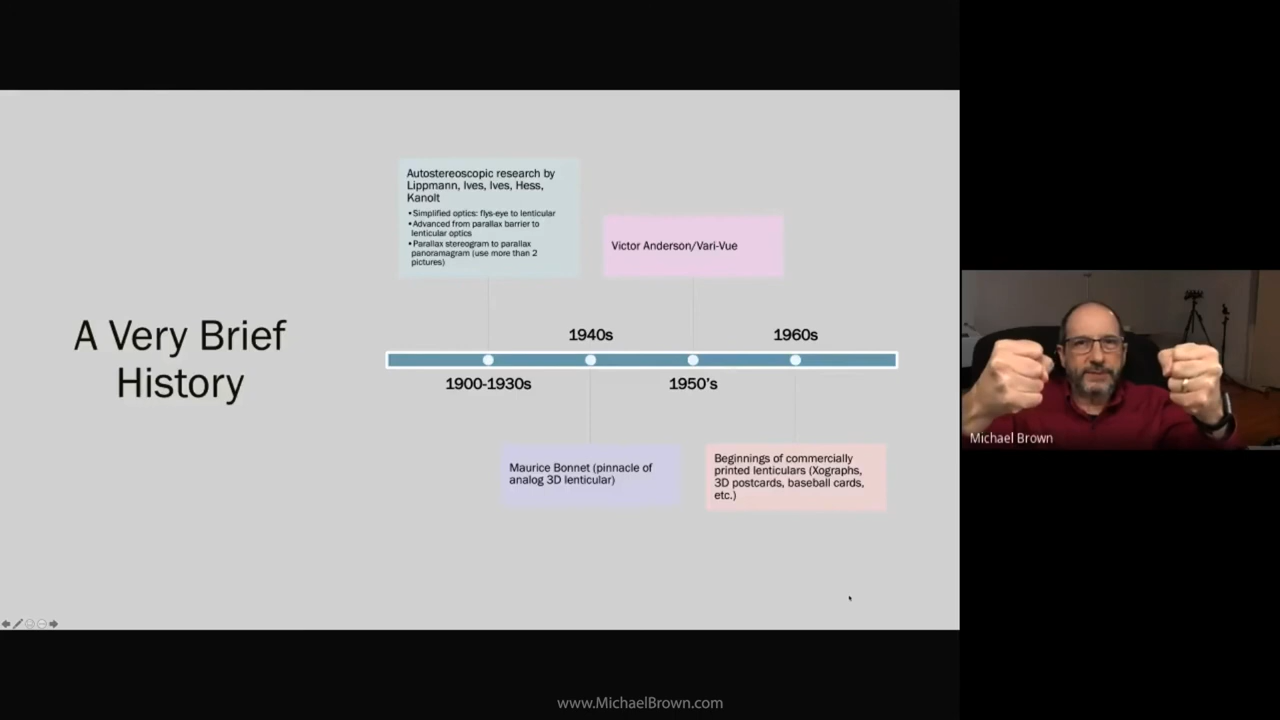 A Very Brief
History
Autostereoscopic research by
Lippmann, Ives, Ives, Hess,
Kanolt
•Simplified optics: flys-eye to lenticular
•Advanced from parallax barrier to
lenticular optics
•Parallax stereogram to parallax
panoramagram (use more than 2
pictures)
Victor Anderson/Vari-Vue
1940s
1960s
1900-1930s
1950's
Maurice Bonnet (pinnacle of
analog 3D lenticular)
Beginnings of commercially
printed lenticulars (Xographs,
3D postcards, baseball cards,
etc.)
Michael Brown
www.MichaelBrown.com